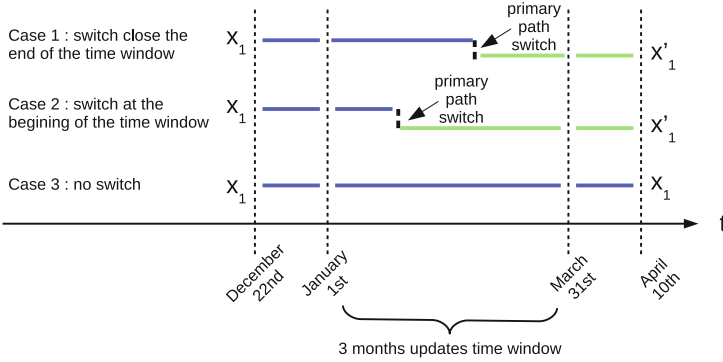 Case 1 : switch close the
end of the time window
X1
primary
path
switch
X'1
Case 2 : switch at the
begining of the time window
X1
primary
path
switch
X'1
Case 3 : no switch
X1
X1
t
December
22nd
January
1st
March
31st
April
10th
3 months updates time window